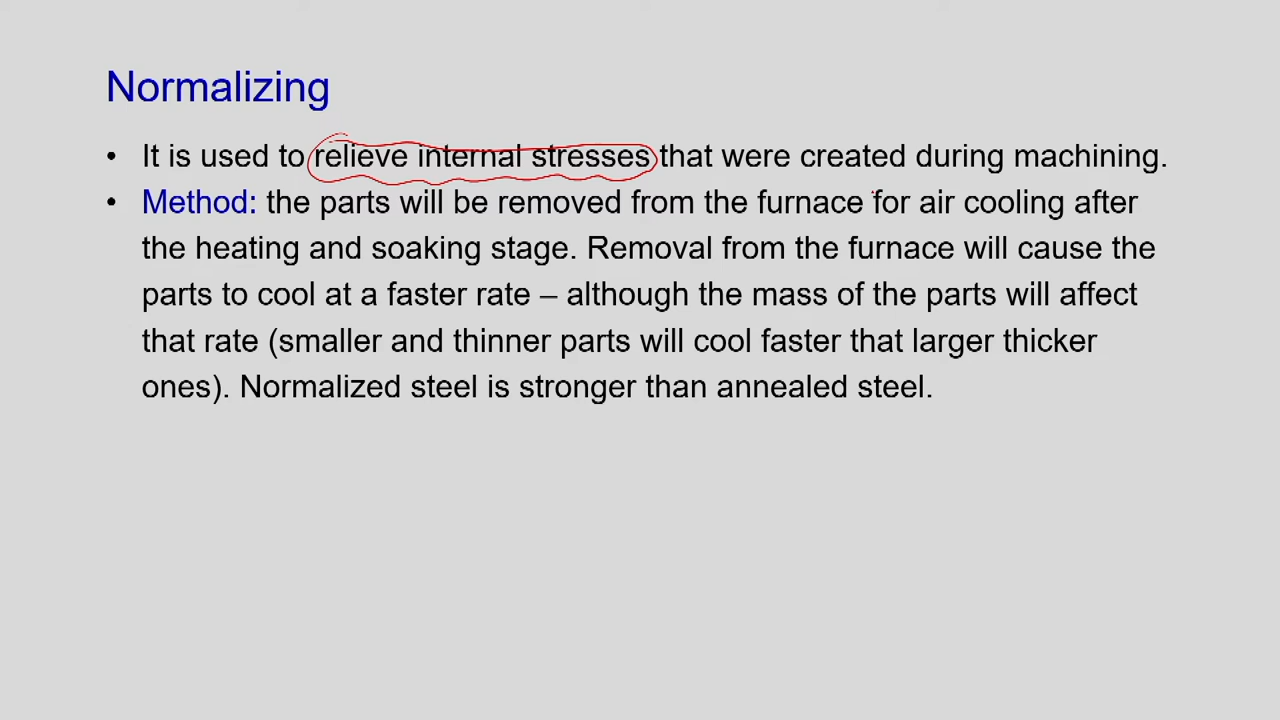 Normalizing
• It is used to relieve internal stresses that were created during machining.
• Method: the parts will be removed from the furnace for air cooling after
the heating and soaking stage. Removal from the furnace will cause the
parts to cool at a faster rate – although the mass of the parts will affect
that rate (smaller and thinner parts will cool faster that larger thicker
ones). Normalized steel is stronger than annealed steel.